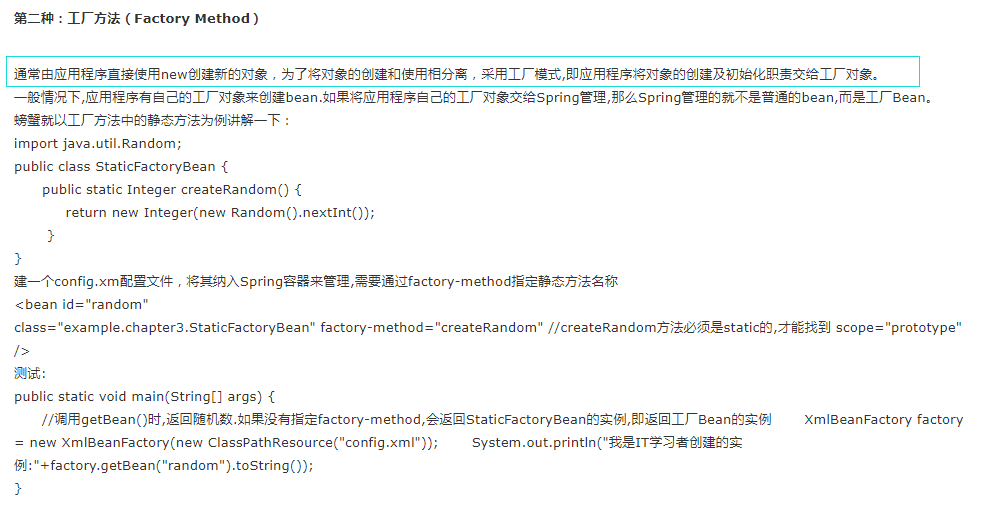 第二种：工厂方法（Factory Method）
通常由应用程序直接使用new创建新的对象，为了将对象的创建和使用相分离，采用工厂模式,即应用程序将对象的创建及初始化职责交给工厂对象。
一般情况下,应用程序有自己的工厂对象来创建bean.如果将应用程序自己的工厂对象交给Spring管理,那么Spring管理的就不是普通的bean,而是工厂Bean。
螃蟹就以工厂方法中的静态方法为例讲解一下：
import java.util.Random;
public class StaticFactoryBean {
public static Integer createRandom() {
return new Integer(new Random().nextInt());
}
}
建一个config.xm配置文件，将其纳入Spring容器来管理,需要通过factory-method指定静态方法名称
<bean id="random"
class="example.chapter3.StaticFactoryBean" factory-method="createRandom" //createRandom方法必须是static的,才能找到 scope="prototype"
/>
测试:
public static void main(String[] args) {
//调用getBean()时,返回随机数.如果没有指定factory-method,会返回StaticFactoryBean的实例,即返回工厂Bean的实例 XmlBeanFactory factory
= new XmlBeanFactory(new ClassPathResource("config.xml")); System.out.println("我是IT学习者创建的实
例:"+factory.getBean("random").toString());
}